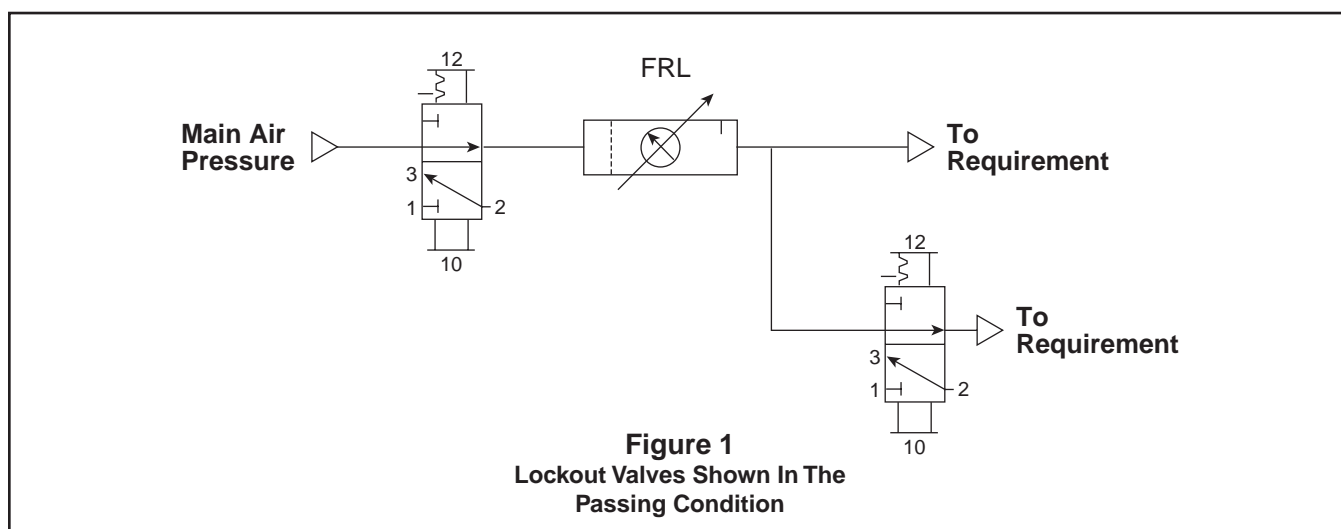 12
FRL
Main Air
Pressure
To
Requirement
3
1
2
10
12
To
Requirement
3
1
2
10
Figure 1
Lockout Valves Shown In The
Passing Condition